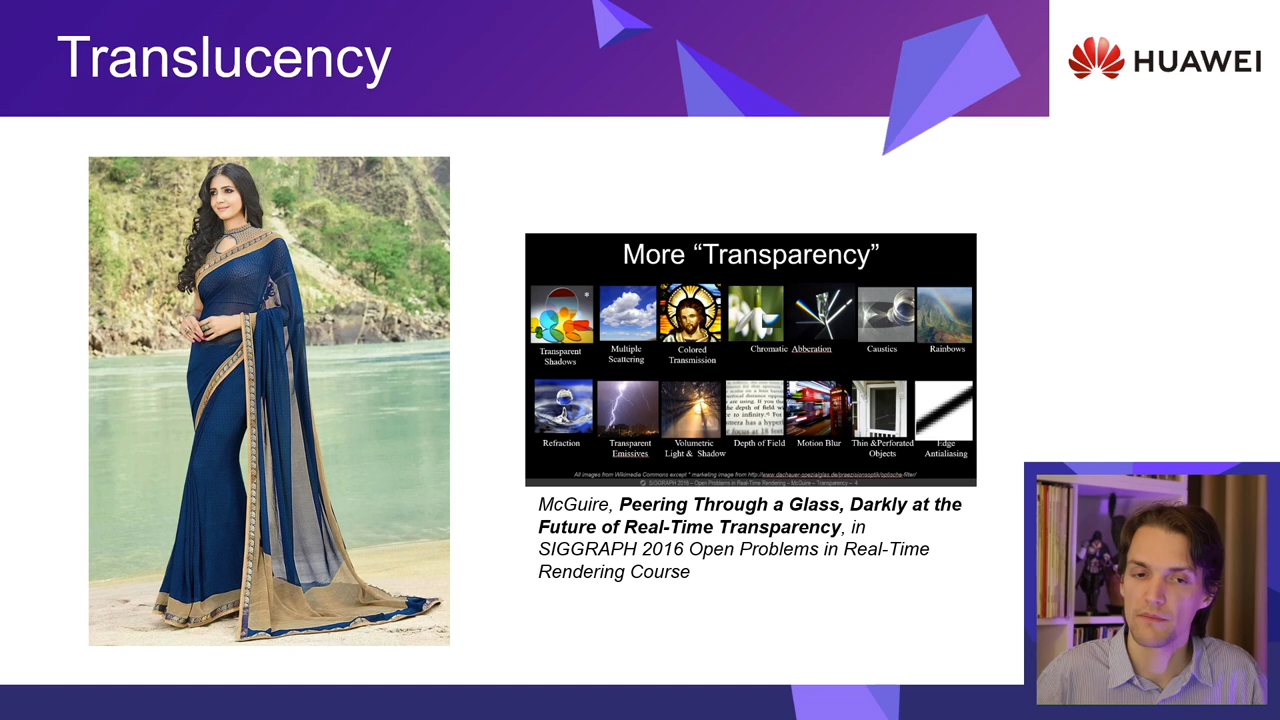 Translucency
HUAWEI
More “Transparency”
Transparent
Shadows
Multiple
Scattering
Colored
Transmission
Chromatic Abberation
Caustics
Rainbows
Refraction
Transparent
Emissives
Volumetric
Light & Shadow
Depth of Field
Motion Blur
Thin &Perforated
Objects
Edge
Antialiasing
All images from Wikimedia Commons except * marketing image from http://www.dachauer-spezialglas.de/praezisionsoptik/optische-filter/
SIGGRAPH 2016 – Open Problems in Real-Time Rendering – McGuire – Transparency – 4
McGuire, Peering Through a Glass, Darkly at the
Future of Real-Time Transparency, in
SIGGRAPH 2016 Open Problems in Real-Time
Rendering Course